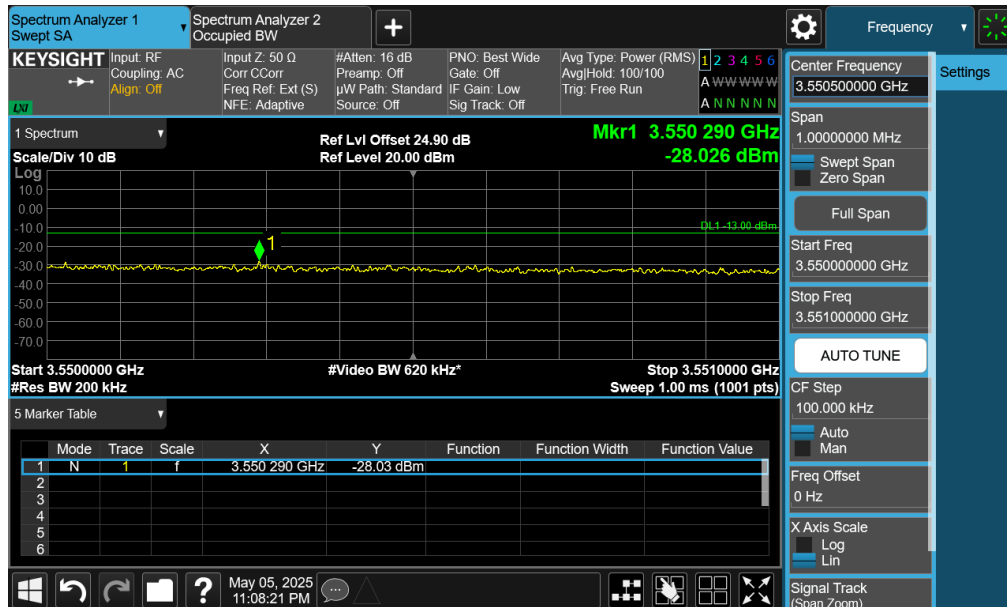 Spectrum Analyzer 1
Swept SA
Spectrum Analyzer 2
Occupied BW
Frequency
KEYSIGHT
LXI
Input: RF
Coupling: AC
Align: Off
Input Z: 50 Ω
Corr CCorr
Freq Ref: Ext (S)
NFE: Adaptive
#Atten: 16 dB
Preamp: Off
µW Path: Standard
Source: Off
PNO: Best Wide
Gate: Off
IF Gain: Low
Sig Track: Off
Avg Type: Power (RMS)
Avg|Hold: 100/100
Trig: Free Run
1 2 3 4 5 6
A W W W W W
A N N N N N
1 Spectrum
Scale/Div 10 dB
Ref Lvl Offset 24.90 dB
Ref Level 20.00 dBm
Mkr1 3.550 290 GHz
-28.026 dBm
Log
10.0
0.00
-10.0
-20.0
-30.0
-40.0
-50.0
-60.0
-70.0
DL1 -13.00 dBm
1
Start 3.55000000 GHz
#Res BW 200 kHz
#Video BW 620 kHz*
Stop 3.5510000 GHz
Sweep 1.00 ms (1001 pts)
5 Marker Table
Mode Trace Scale X Y Function Function Width Function Value
1 N 1 f 3.550 290 GHz -28.03 dBm
2
3
4
5
6
May 05, 2025
11:08:21 PM
Settings
Center Frequency
3.550500000 GHz
Span
1.00000000 MHz
Swept Span
Zero Span
Full Span
Start Freq
3.550000000 GHz
Stop Freq
3.551000000 GHz
AUTO TUNE
CF Step
100.000 kHz
Auto
Man
Freq Offset
0 Hz
X Axis Scale
Log
Lin
Signal Track
(Span Zoom)